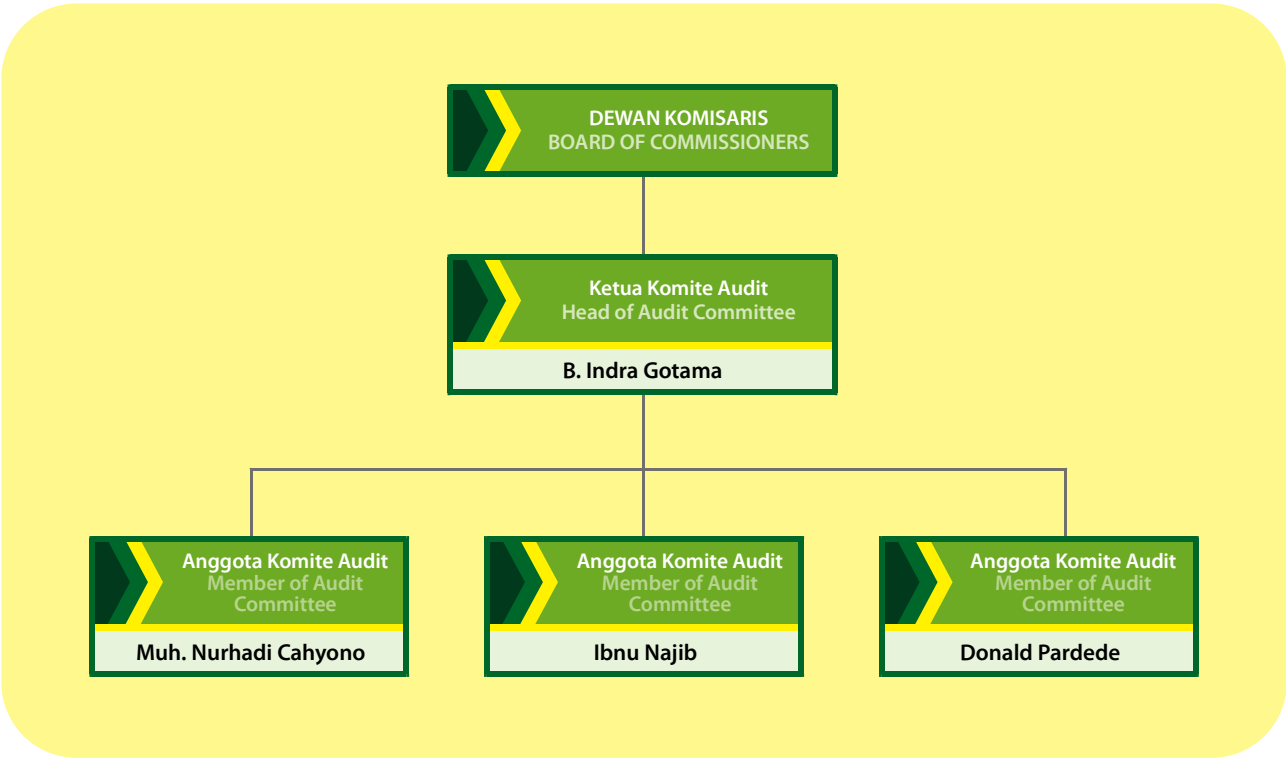 DEWAN KOMISARIS
BOARD OF COMMISSIONERS
Ketua Komite Audit
Head of Audit Committee
B. Indra Gotama
Anggota Komite Audit
Member of Audit
Committee
Muh. Nurhadi Cahyono
Anggota Komite Audit
Member of Audit
Committee
Ibnu Najib
Anggota Komite Audit
Member of Audit
Committee
Donald Pardede